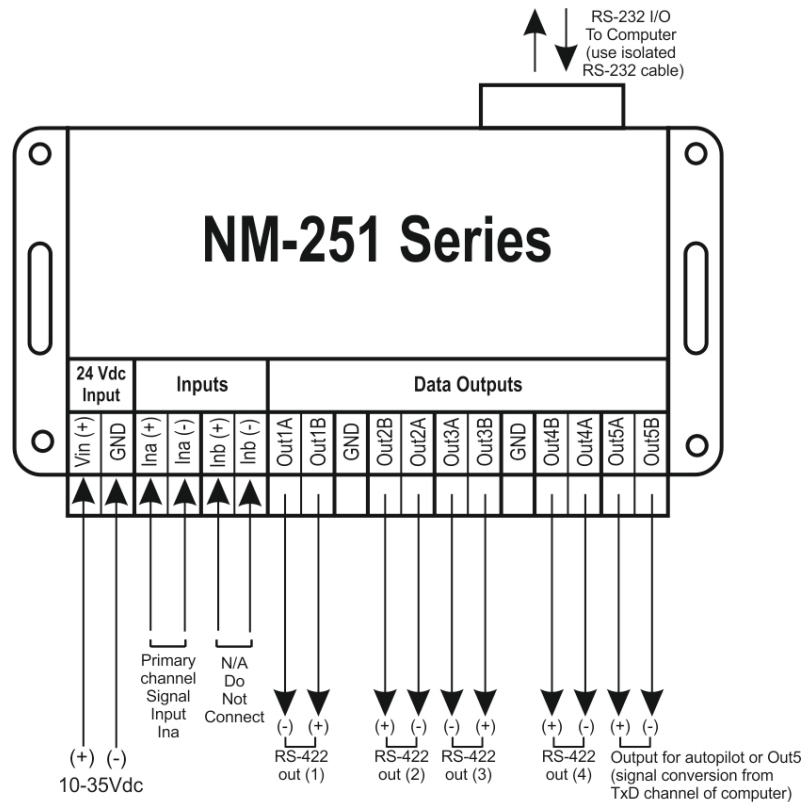 RS-232 I/O
To Computer
(use isolated
RS-232 cable)
NM-251 Series
24 Vdc
Input
Inputs
Data Outputs
Vin (+)
GND
Ina (+)
Ina (-)
Inb (+)
Inb (-)
Out1A
Out1B
GND
Out2B
Out2A
Out3A
Out3B
GND
Out4B
Out4A
Out5A
Out5B
(+) (-)
10-35Vdc
Primary
channel
Signal
Input
Ina
N/A
Do
Not
Connect
(-) (+)
RS-422
out (1)
(+) (-)
RS-422
out (2)
(-) (+)
RS-422
out (3)
(+) (-)
RS-422
out (4)
(+) (-)
Output for autopilot or Out5
(signal conversion from
TxD channel of computer)